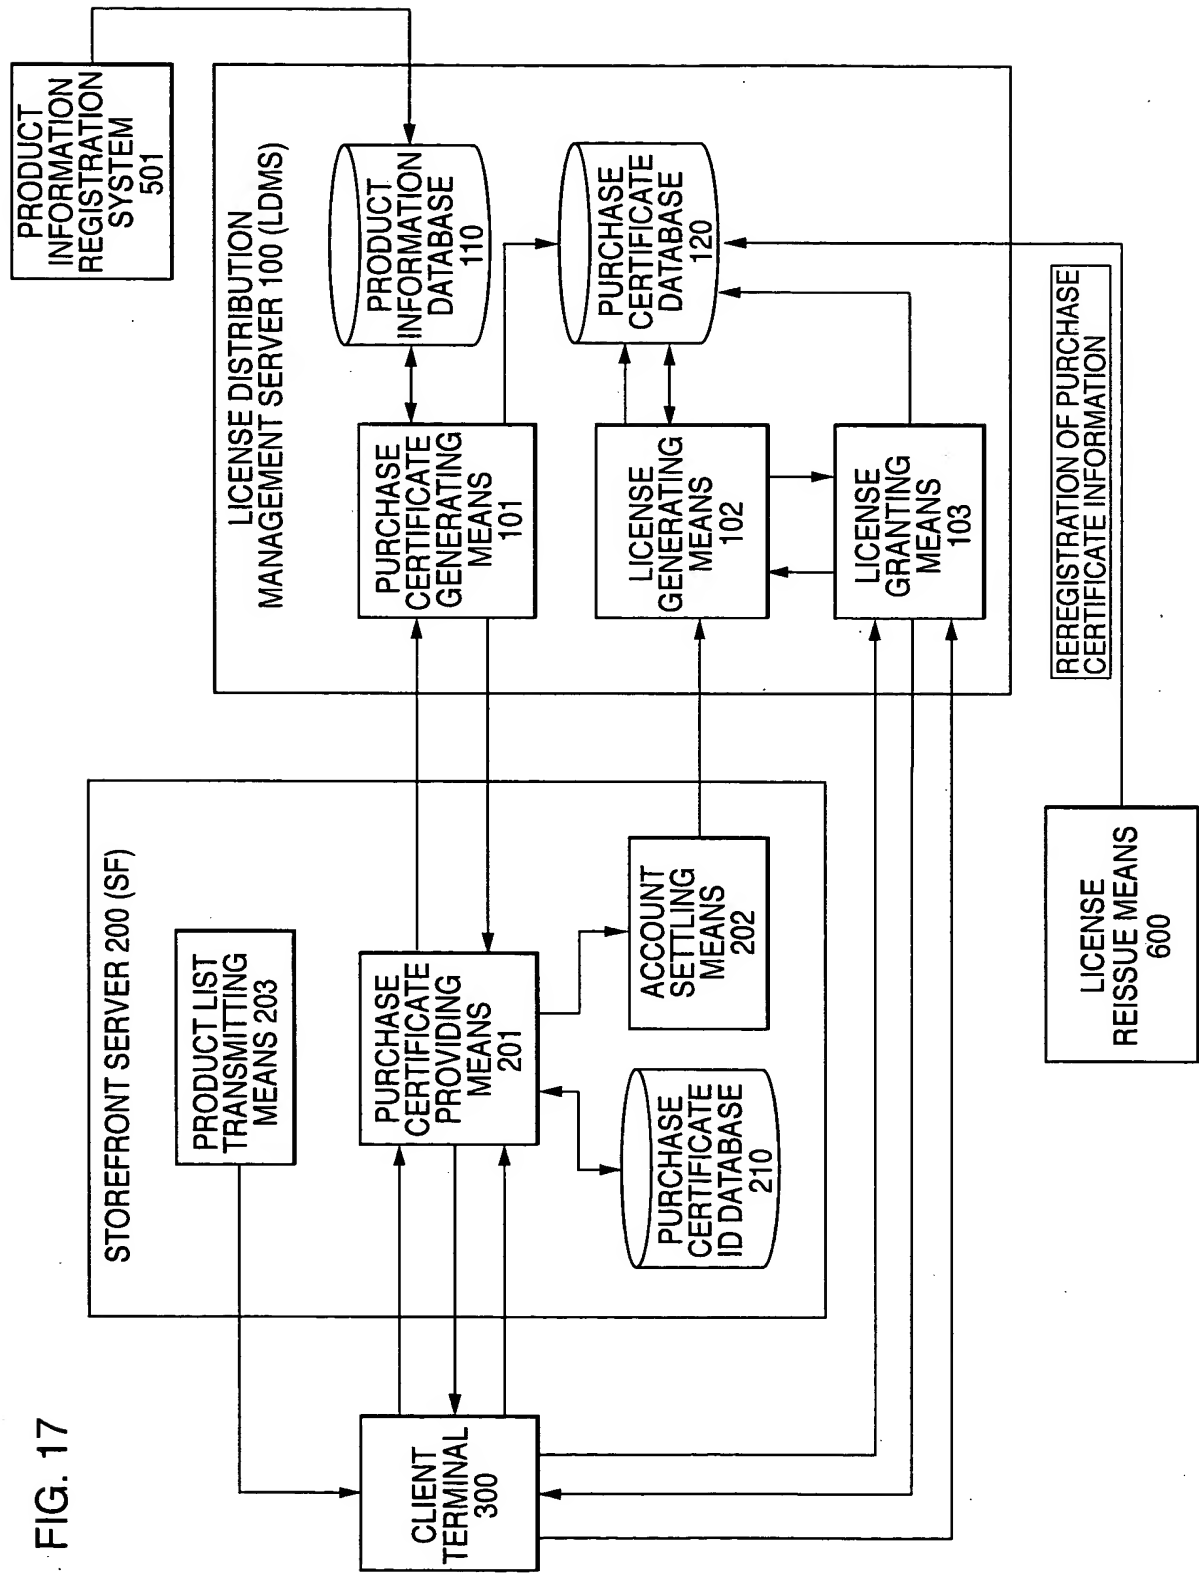 FIG. 17
PRODUCT
INFORMATION
REGISTRATION
SYSTEM
501
LICENSE DISTRIBUTION
MANAGEMENT SERVER 100 (LDMS)
STOREFRONT SERVER 200 (SF)
PRODUCT LIST
TRANSMITTING
MEANS 203
CLIENT
TERMINAL
300
PURCHASE
CERTIFICATE
PROVIDING
MEANS
201
PURCHASE
CERTIFICATE
GENERATING
MEANS
101
PRODUCT
INFORMATION
DATABASE
110
PURCHASE
CERTIFICATE
ID DATABASE
210
ACCOUNT
SETTLING
MEANS
202
LICENSE
GENERATING
MEANS
102
PURCHASE
CERTIFICATE
DATABASE
120
LICENSE
GRANTING
MEANS
103
REREGISTRATION OF PURCHASE
CERTIFICATE INFORMATION
LICENSE
REISSUE MEANS
600